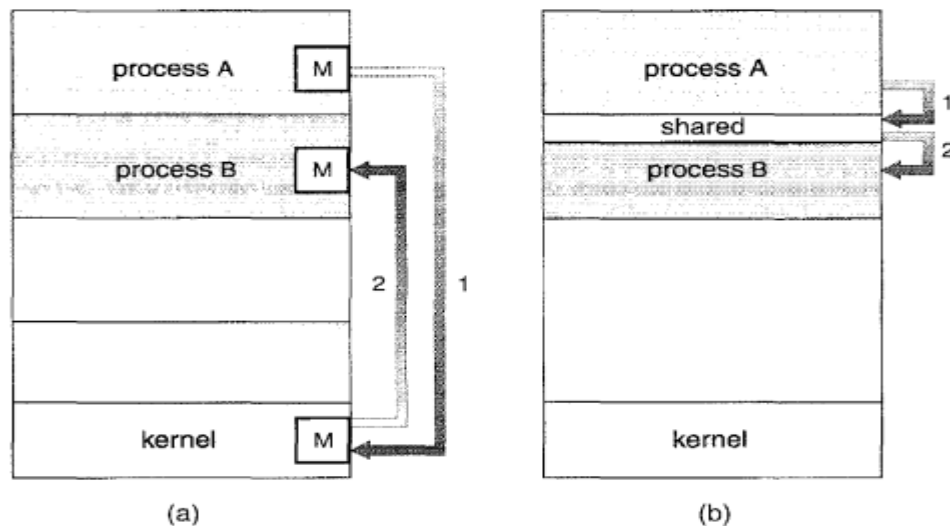 process A
M
process B
M
2
1
kernel
M
(a)
process A
1
shared
2
process B
kernel
(b)